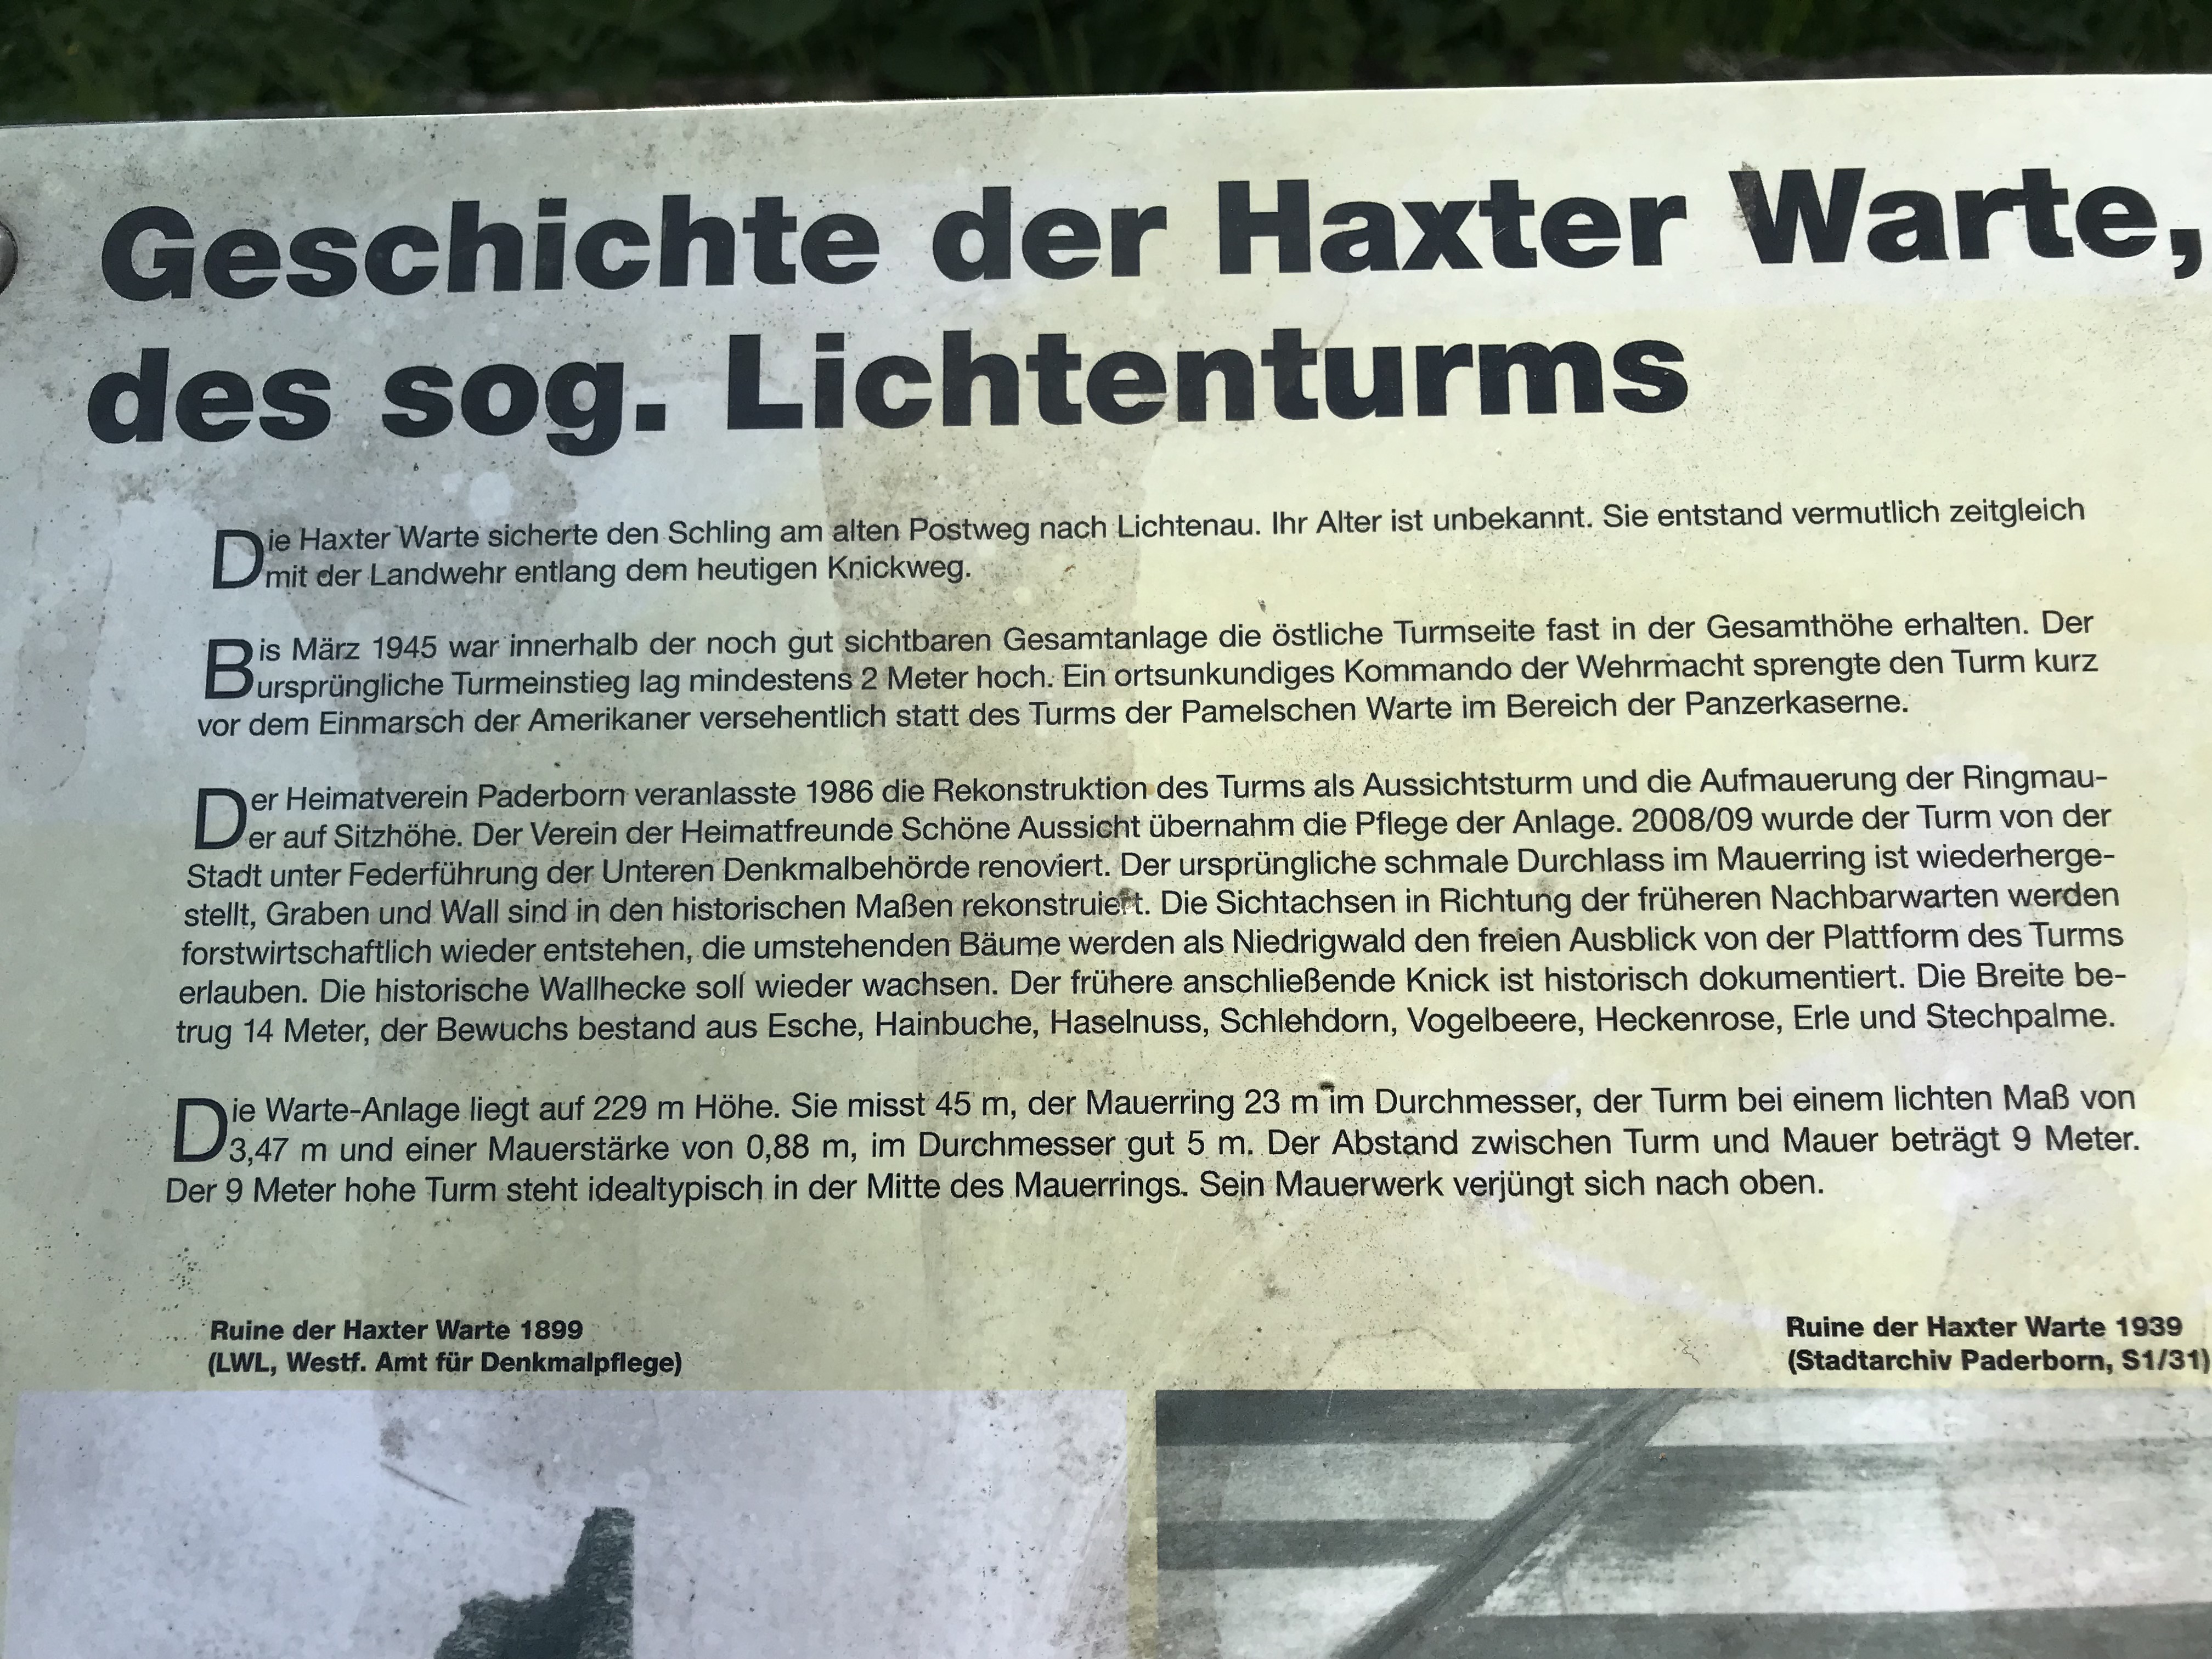 Geschichte der Haxter Warte,
des sog. Lichtenturms
Die Haxter Warte sicherte den Schling am alten Postweg nach Lichtenau. Ihr Alter ist unbekannt. Sie entstand vermutlich zeitgleich
mit der Landwehr entlang dem heutigen Knickweg.
Bis März 1945 war innerhalb der noch gut sichtbaren Gesamtanlage die östliche Turmseite fast in der Gesamthöhe erhalten. Der
ursprüngliche Turmeinstieg lag mindestens 2 Meter hoch. Ein ortsunkundiges Kommando der Wehrmacht sprengte den Turm kurz
vor dem Einmarsch der Amerikaner versehentlich statt des Turms der Pamelschen Warte im Bereich der Panzerkaserne.
Der Heimatverein Paderborn veranlasste 1986 die Rekonstruktion des Turms als Aussichtsturm und die Aufmauerung der Ringmau-
er auf Sitzhöhe. Der Verein der Heimatfreunde Schöne Aussicht übernahm die Pflege der Anlage. 2008/09 wurde der Turm von der
Stadt unter Federführung der Unteren Denkmalbehörde renoviert. Der ursprüngliche schmale Durchlass im Mauerring ist wiederherge-
stellt, Graben und Wall sind in den historischen Maßen rekonstruiert. Die Sichtachsen in Richtung der früheren Nachbarwarten werden
forstwirtschaftlich wieder entstehen, die umstehenden Bäume werden als Niedrigwald den freien Ausblick von der Plattform des Turms
erlauben. Die historische Wallhecke soll wieder wachsen. Der frühere anschließende Knick ist historisch dokumentiert. Die Breite be-
trug 14 Meter, der Bewuchs bestand aus Esche, Hainbuche, Haselnuss, Schlehdorn, Vogelbeere, Heckenrose, Erle und Stechpalme.
Die Warte-Anlage liegt auf 229 m Höhe. Sie misst 45 m, der Mauerring 23 m im Durchmesser, der Turm bei einem lichten Maß von
3,47 m und einer Mauerstärke von 0,88 m, im Durchmesser gut 5 m. Der Abstand zwischen Turm und Mauer beträgt 9 Meter.
Der 9 Meter hohe Turm steht idealtypisch in der Mitte des Mauerrings. Sein Mauerwerk verjüngt sich nach oben.
Ruine der Haxter Warte 1899
(LWL, Westf. Amt für Denkmalpflege)
Ruine der Haxter Warte 1939
(Stadtarchiv Paderborn, S1/31)